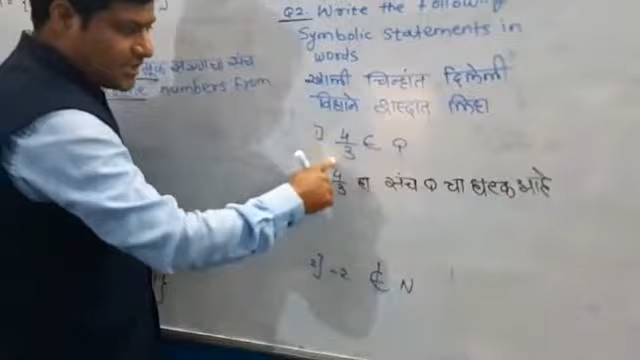 Q2. Write the following
Symbolic statements in
words
खाली चिन्हांत दिलेली
विधाने शब्दात लिहा
1] 4/3 ∈ Q
4/3 हा संच Q चा घटक आहे
2] -2 ∉ N
सख्यांचा संच
numbers from